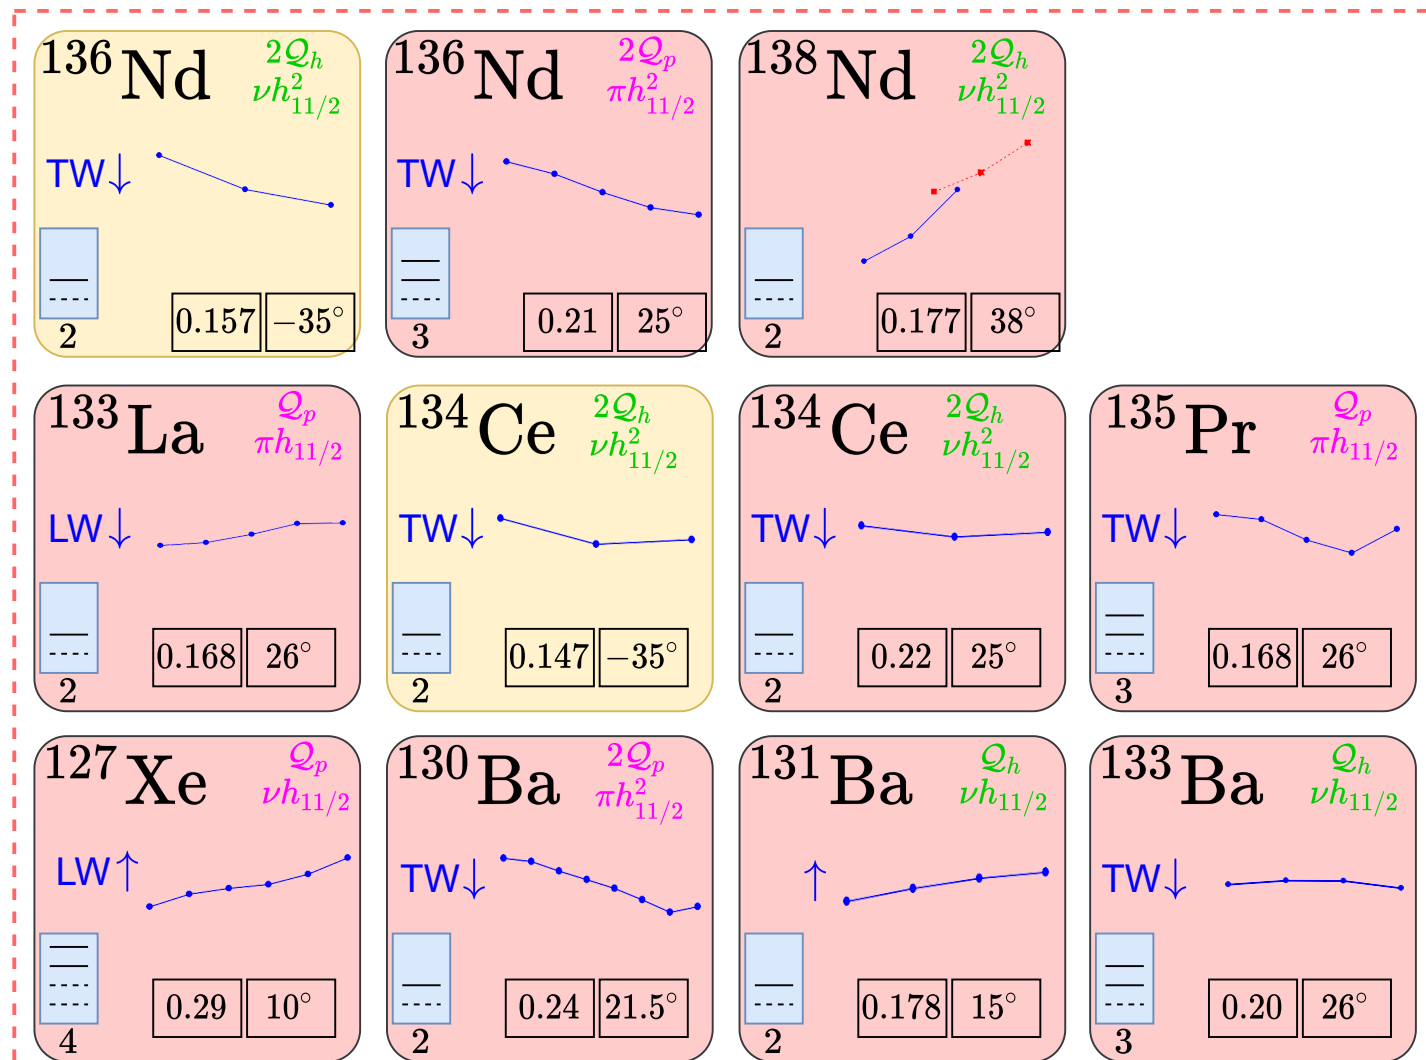 ¹³⁶Nd 2𝒬ₕ
νh²₁₁/₂
TW↓
2 0.157 −35°
¹³⁶Nd 2𝒬ₚ
πh²₁₁/₂
TW↓
3 0.21 25°
¹³⁸Nd 2𝒬ₕ
νh²₁₁/₂
2 0.177 38°
¹³³La 𝒬ₚ
πh₁₁/₂
LW↓
2 0.168 26°
¹³⁴Ce 2𝒬ₕ
νh²₁₁/₂
TW↓
2 0.147 −35°
¹³⁴Ce 2𝒬ₕ
νh²₁₁/₂
TW↓
2 0.22 25°
¹³⁵Pr 𝒬ₚ
πh₁₁/₂
TW↓
3 0.168 26°
¹²⁷Xe 𝒬ₚ
νh₁₁/₂
LW↑
4 0.29 10°
¹³⁰Ba 2𝒬ₚ
πh²₁₁/₂
TW↓
2 0.24 21.5°
¹³¹Ba 𝒬ₕ
νh₁₁/₂
↑
2 0.178 15°
¹³³Ba 𝒬ₕ
νh₁₁/₂
TW↓
3 0.20 26°